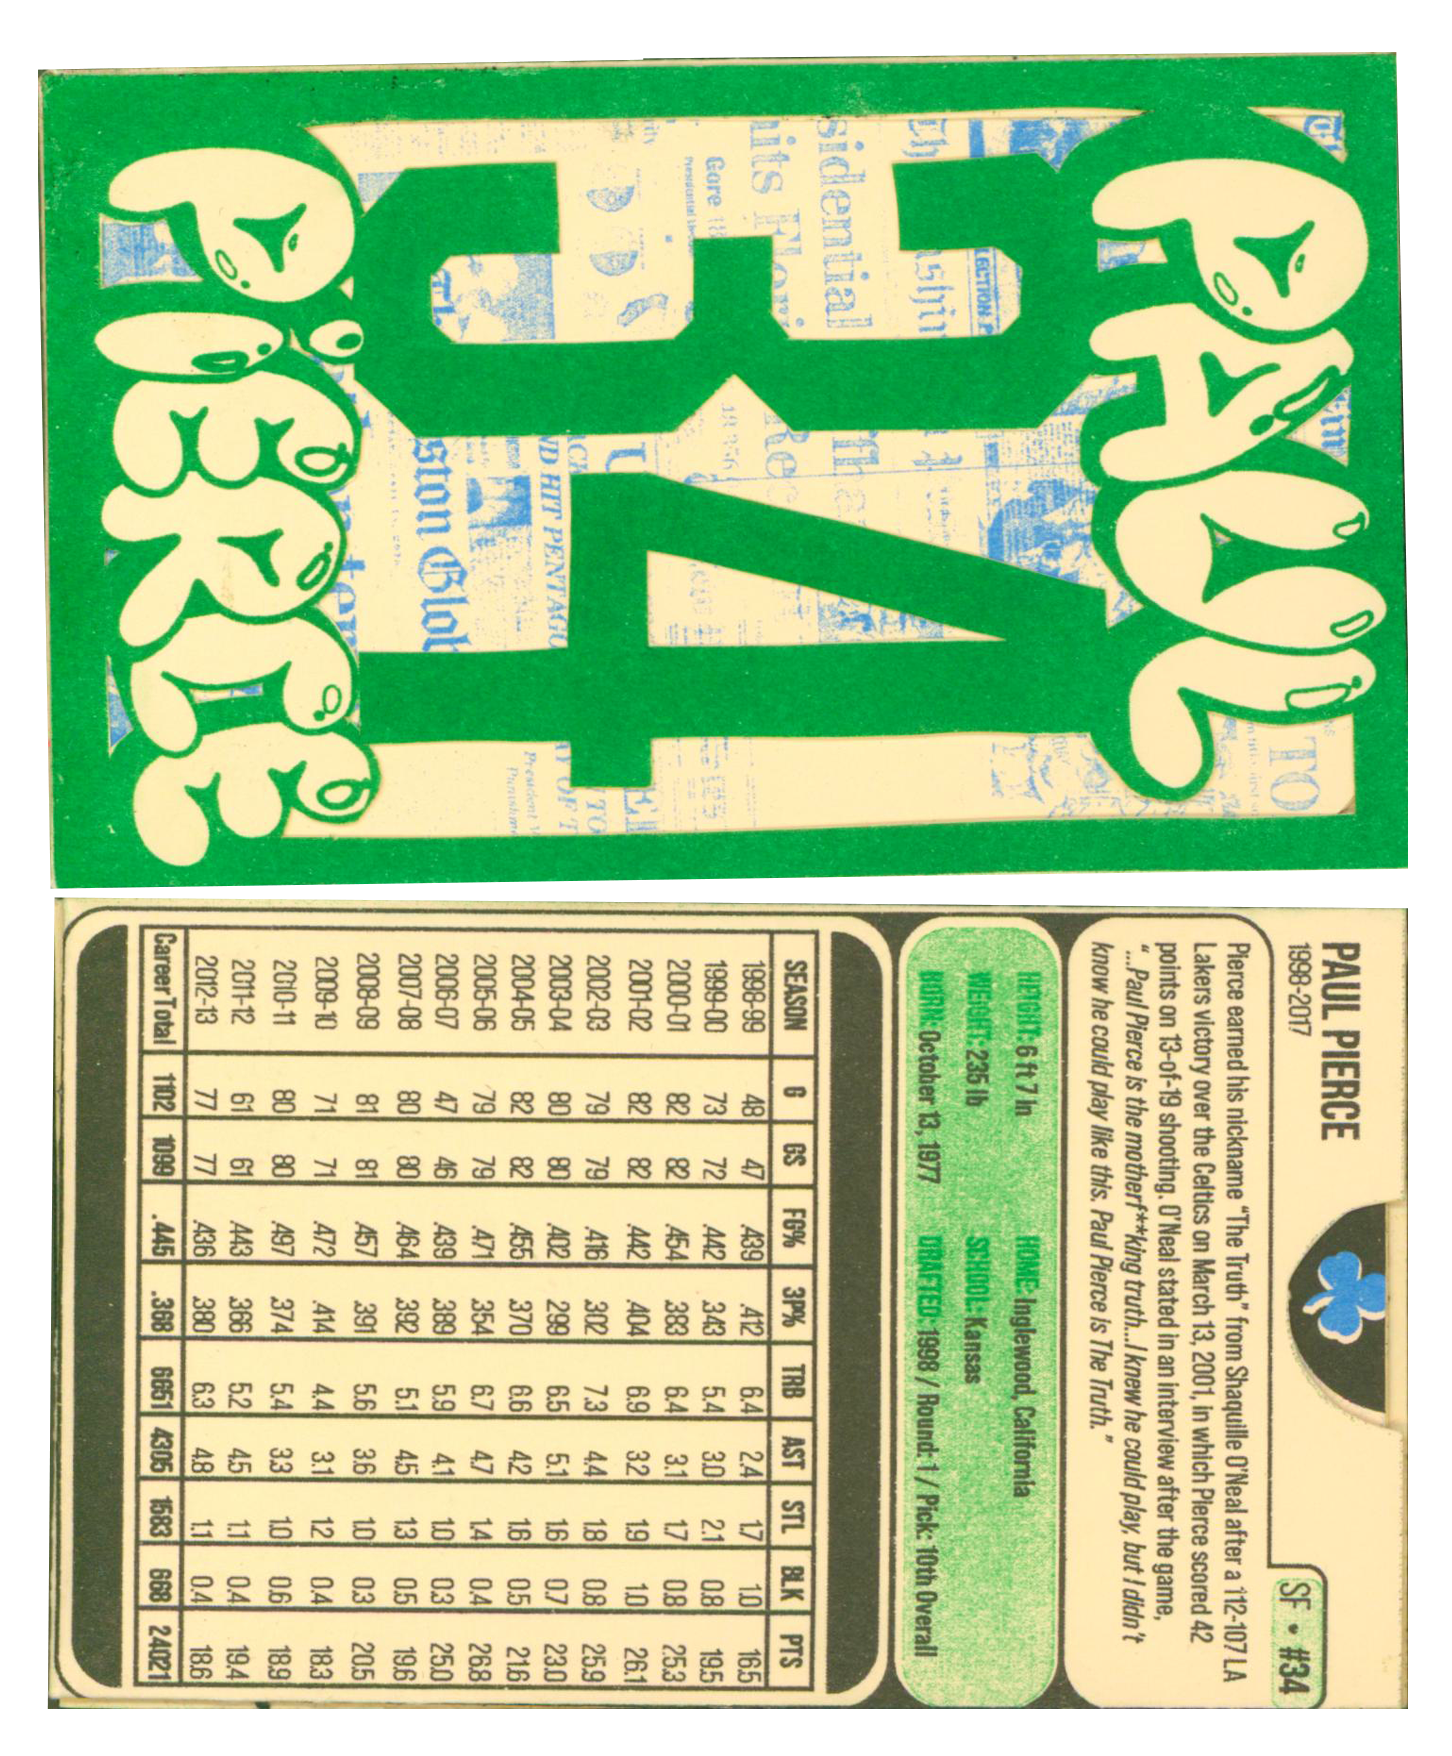 PAUL
34
PIERCE
TO
sidential
Gore
ston Glob
ND HIT PENTAGO
PAUL PIERCE
1998-2017
SF • #34
Pierce earned his nickname “The Truth” from Shaquille O’Neal after a 112-107 LA
Lakers victory over the Celtics on March 13, 2001, in which Pierce scored 42
points on 13-of-19 shooting. O’Neal stated in an interview after the game,
“ ...Paul Pierce is the motherf**king truth...I knew he could play, but I didn’t
know he could play like this. Paul Pierce is The Truth.”
HEIGHT: 6 ft 7 in HOME: Inglewood, California
WEIGHT: 235 lb SCHOOL: Kansas
BORN: October 13, 1977 DRAFTED: 1998 / Round: 1 / Pick: 10th Overall
SEASON G GS FG% 3P% TRB AST STL BLK PTS
1998-99 48 47 .439 .412 6.4 2.4 1.7 1.0 16.5
1999-00 73 72 .442 .343 5.4 3.0 2.1 0.8 19.5
2000-01 82 82 .454 .383 6.4 3.1 1.7 0.8 25.3
2001-02 82 82 .442 .404 6.9 3.2 1.9 1.0 26.1
2002-03 79 79 .416 .302 7.3 4.4 1.8 0.8 25.9
2003-04 80 80 .402 .299 6.5 5.1 1.6 0.7 23.0
2004-05 82 82 .455 .370 6.6 4.2 1.6 0.5 21.6
2005-06 79 79 .471 .354 6.7 4.7 1.4 0.4 26.8
2006-07 47 46 .439 .389 5.9 4.1 1.0 0.3 25.0
2007-08 80 80 .464 .392 5.1 4.5 1.3 0.5 19.6
2008-09 81 81 .457 .391 5.6 3.6 1.0 0.3 20.5
2009-10 71 71 .472 .414 4.4 3.1 1.2 0.4 18.3
2010-11 80 80 .497 .374 5.4 3.3 1.0 0.6 18.9
2011-12 61 61 .443 .366 5.2 4.5 1.1 0.4 19.4
2012-13 77 77 .436 .380 6.3 4.8 1.1 0.4 18.6
Career Total 1102 1099 .445 .368 6651 4305 1583 668 24021